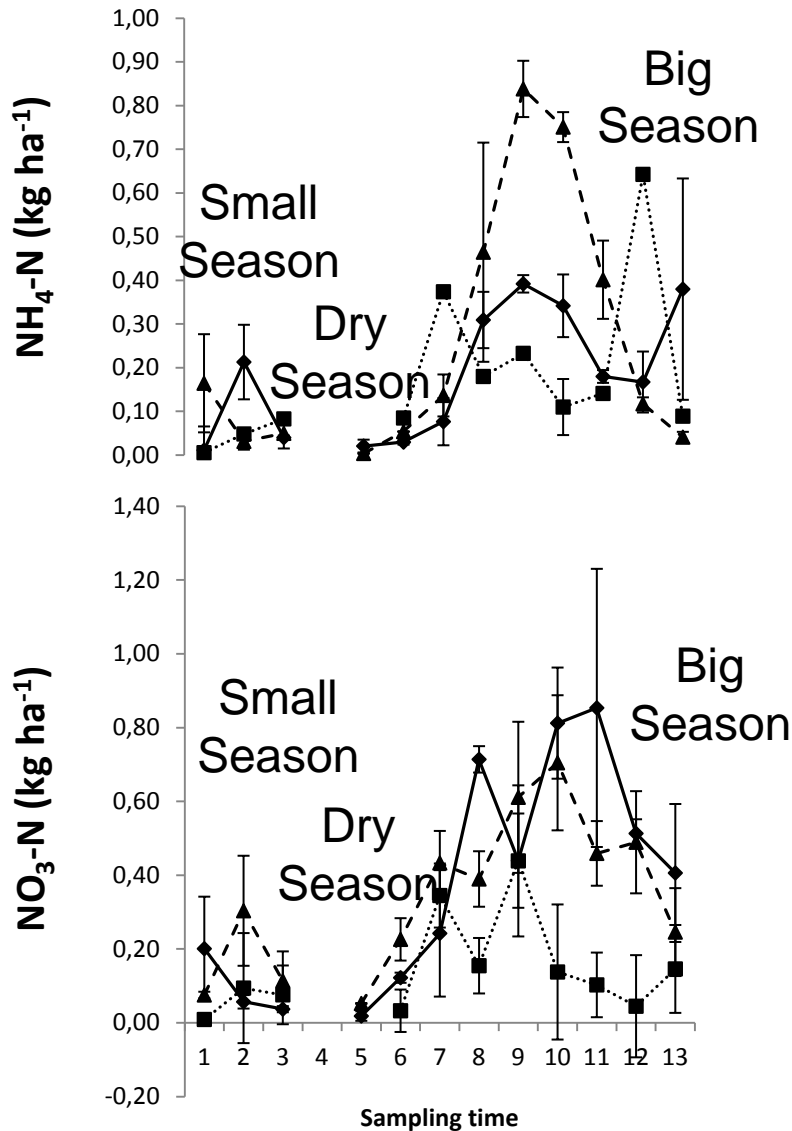 NH₄-N (kg ha⁻¹)
1,00
0,90
0,80
0,70
0,60
0,50
0,40
0,30
0,20
0,10
0,00
Small
Season
Dry
Season
Big
Season
NO₃-N (kg ha⁻¹)
1,40
1,20
1,00
0,80
0,60
0,40
0,20
0,00
-0,20
Small
Season
Dry
Season
Big
Season
1 2 3 4 5 6 7 8 9 10 11 12 13
Sampling time